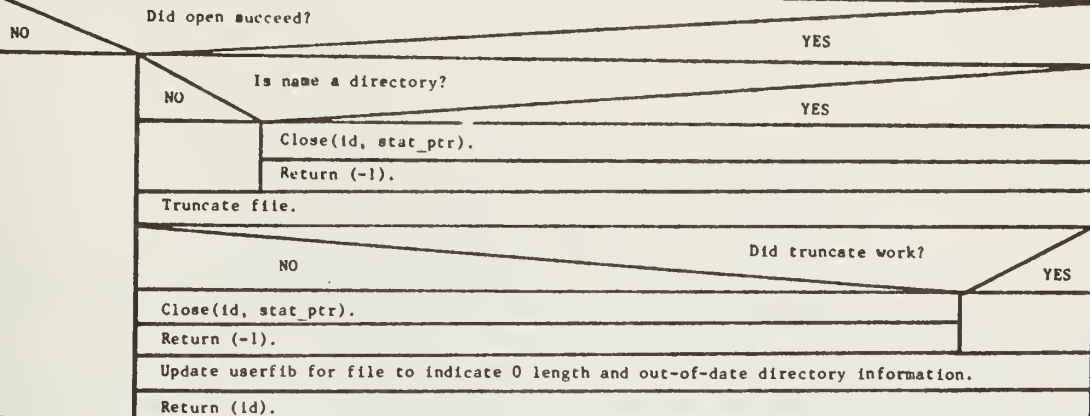 Did open succeed?
NO
YES
Is name a directory?
NO
YES
Close(id, stat_ptr).
Return (-1).
Truncate file.
Did truncate work?
NO
YES
Close(id, stat_ptr).
Return (-1).
Update userfib for file to indicate 0 length and out-of-date directory information.
Return (id).